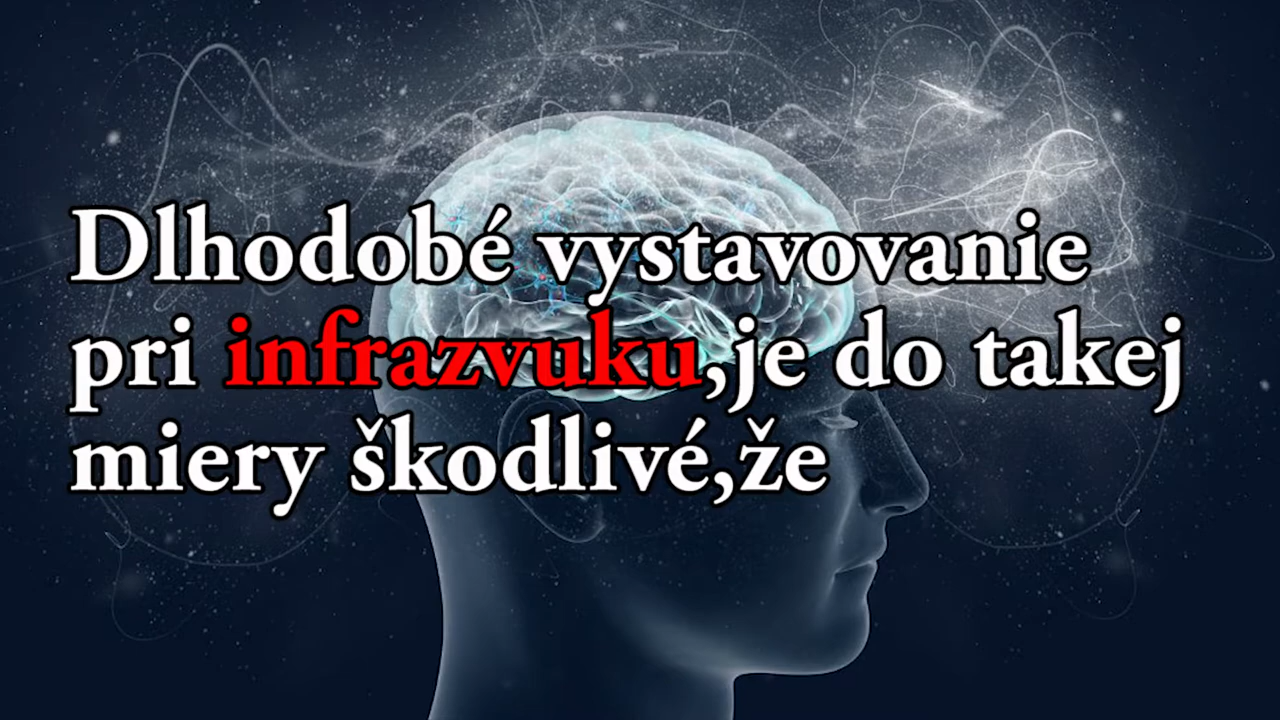 Dlhodobé vystavovanie
pri infrazvuku,je do takej
miery škodlivé,že